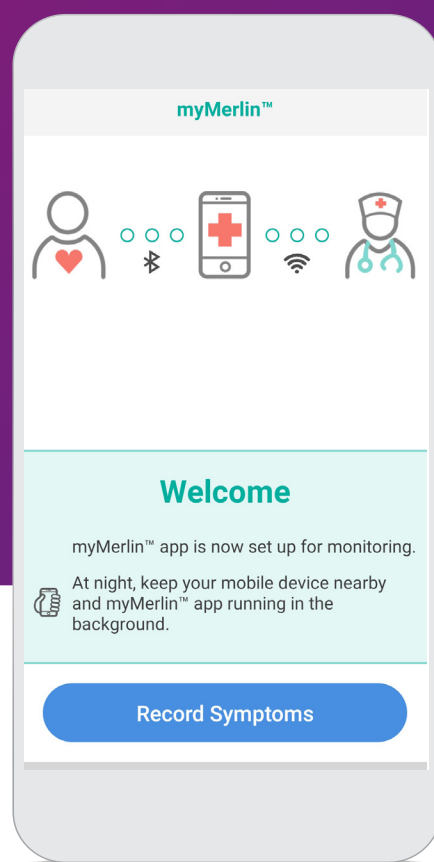 myMerlin™
Welcome
myMerlin™ app is now set up for monitoring.
At night, keep your mobile device nearby
and myMerlin™ app running in the
background.
Record Symptoms